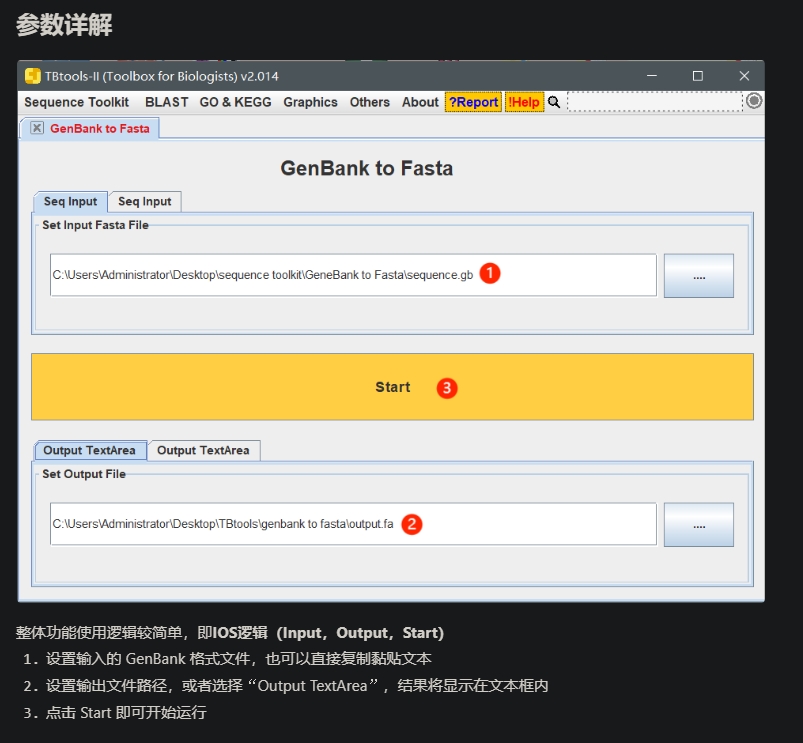 参数详解
TBtools-II (Toolbox for Biologists) v2.014
Sequence Toolkit BLAST GO & KEGG Graphics Others About ?Report !Help
GenBank to Fasta
GenBank to Fasta
Seq Input Seq Input
Set Input Fasta File
C:\Users\Administrator\Desktop\sequence toolkit\GeneBank to Fasta\sequence.gb 1 ....
Start 3
Output TextArea Output TextArea
Set Output File
C:\Users\Administrator\Desktop\TBtools\genbank to fasta\output.fa 2 ....
整体功能使用逻辑较简单，即IOS逻辑（Input，Output，Start）
1. 设置输入的 GenBank 格式文件，也可以直接复制黏贴文本
2. 设置输出文件路径，或者选择“Output TextArea”，结果将显示在文本框内
3. 点击 Start 即可开始运行